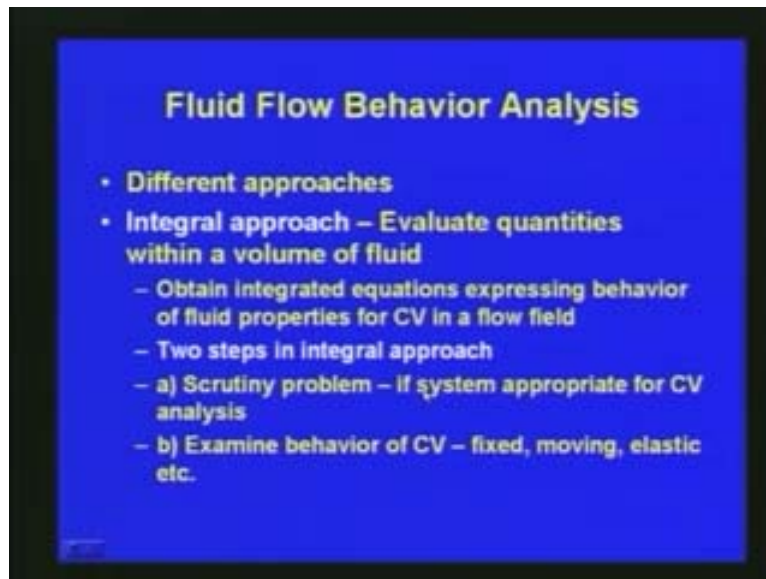 Fluid Flow Behavior Analysis
• Different approaches
• Integral approach – Evaluate quantities
within a volume of fluid
– Obtain integrated equations expressing behavior
of fluid properties for CV in a flow field
– Two steps in integral approach
– a) Scrutiny problem – if system appropriate for CV
analysis
– b) Examine behavior of CV – fixed, moving, elastic
etc.